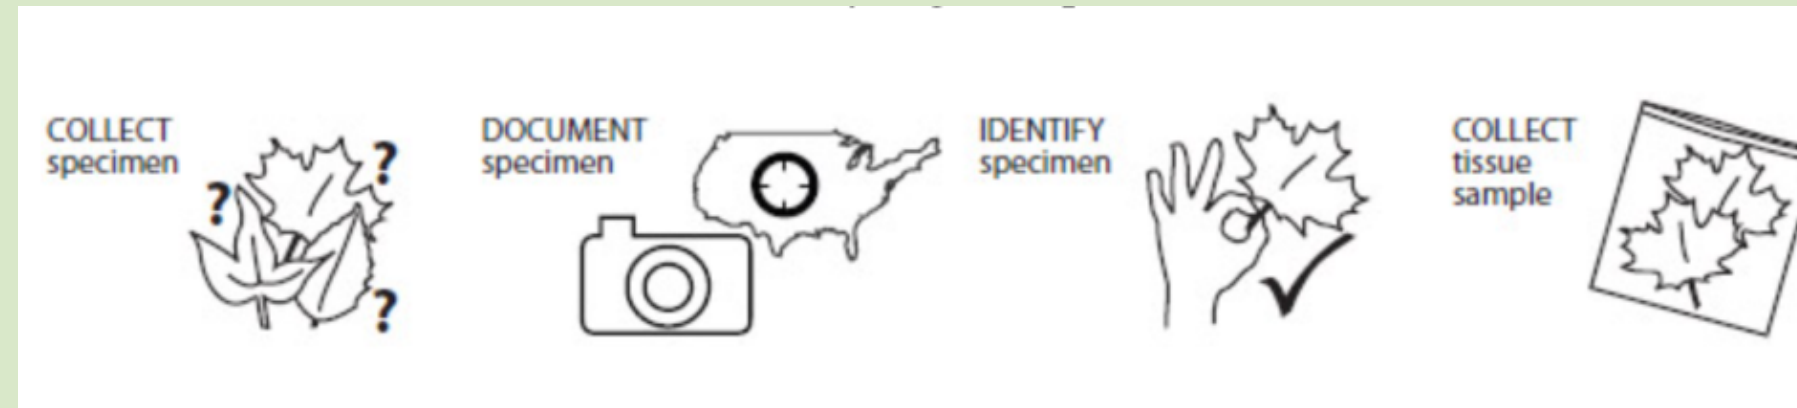 COLLECT
specimen
?
?
?
DOCUMENT
specimen
IDENTIFY
specimen
COLLECT
tissue
sample